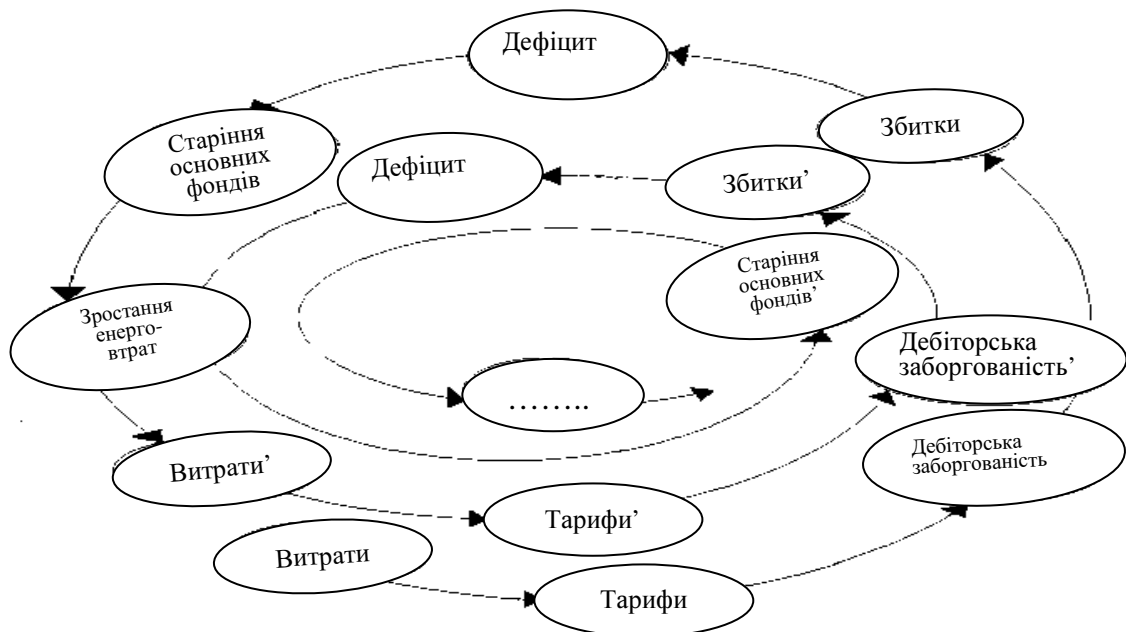 Дефіцит
Збитки
Старіння
основних
фондів
Дефіцит
Збитки’
Старіння
основних
фондів’
Зростання
енерго-
втрат
Дебіторська
заборгованість’
……..
Дебіторська
заборгованість
Витрати’
Тарифи’
Витрати
Тарифи